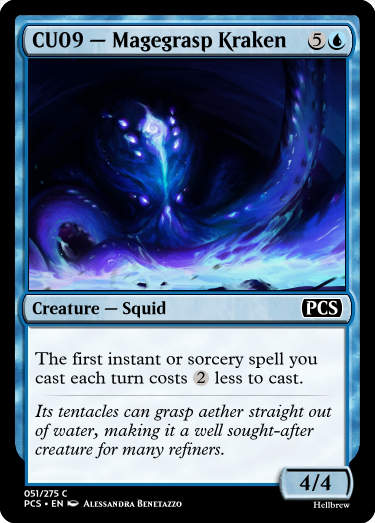 CU09 — Magegrasp Kraken 5
Creature — Squid PCS
The first instant or sorcery spell you
cast each turn costs 2 less to cast.
Its tentacles can grasp aether straight out
of water, making it a well sought-after
creature for many refiners.
4/4
051/275 C
PCS • EN Alessandra Benetazzo
Hellbrew